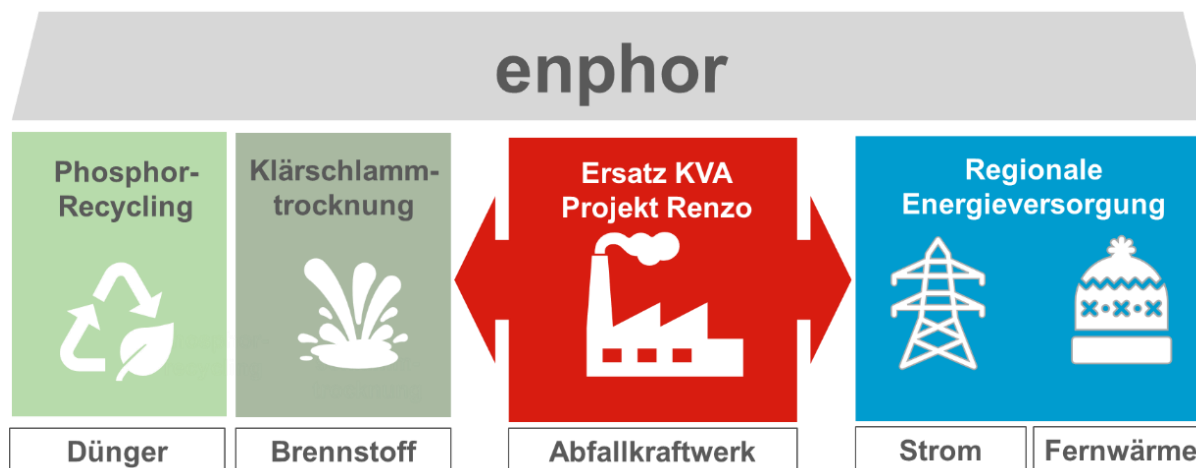 enphor
Phosphor-
Recycling
Klärschlamm-
trocknung
Ersatz KVA
Projekt Renzo
Regionale
Energieversorgung
Dünger
Brennstoff
Abfallkraftwerk
Strom
Fernwärme